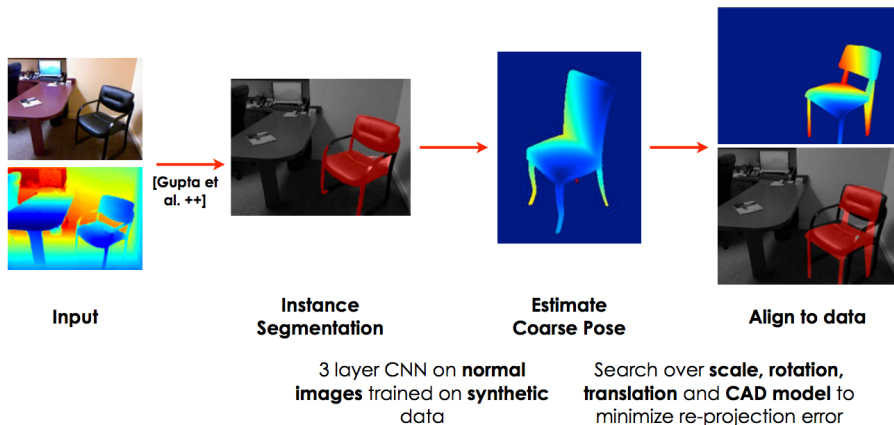 [Gupta et
al. ++]
Input
Instance
Segmentation
Estimate
Coarse Pose
Align to data
3 layer CNN on normal
images trained on synthetic
data
Search over scale, rotation,
translation and CAD model to
minimize re-projection error